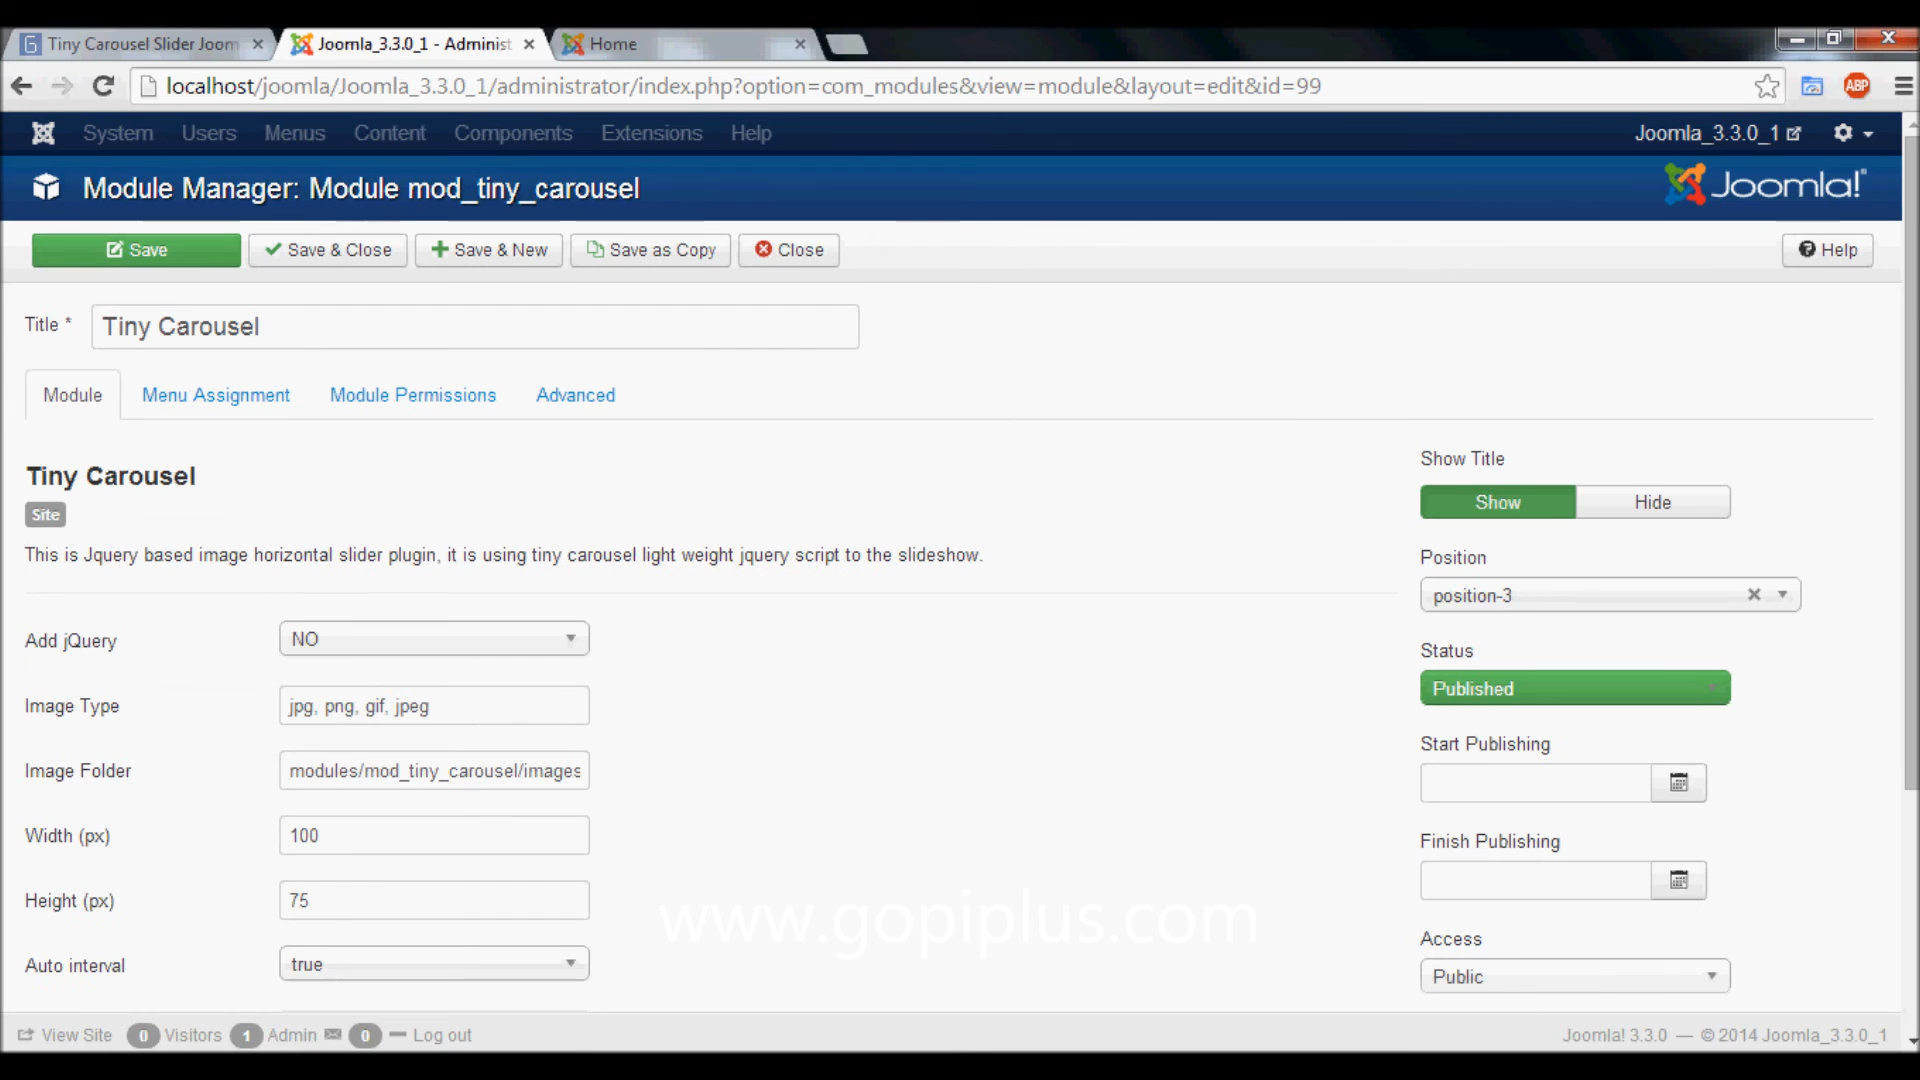 Tiny Carousel Slider Joom
Joomla_3.3.0_1 - Administ
Home
localhost/joomla/Joomla_3.3.0_1/administrator/index.php?option=com_modules&view=module&layout=edit&id=99
ABP
System Users Menus Content Components Extensions Help
Joomla_3.3.0_1
Module Manager: Module mod_tiny_carousel
Joomla!®
Save
Save & Close
Save & New
Save as Copy
Close
Help
Title *
Tiny Carousel
Module
Menu Assignment
Module Permissions
Advanced
Tiny Carousel
Site
This is Jquery based image horizontal slider plugin, it is using tiny carousel light weight jquery script to the slideshow.
Add jQuery
NO
Image Type
jpg, png, gif, jpeg
Image Folder
modules/mod_tiny_carousel/images
Width (px)
100
Height (px)
75
Auto interval
true
Show Title
Show
Hide
Position
position-3
Status
Published
Start Publishing
Finish Publishing
Access
Public
www.gopiplus.com
View Site 0 Visitors 1 Admin 0 Log out
Joomla! 3.3.0 — © 2014 Joomla_3.3.0_1